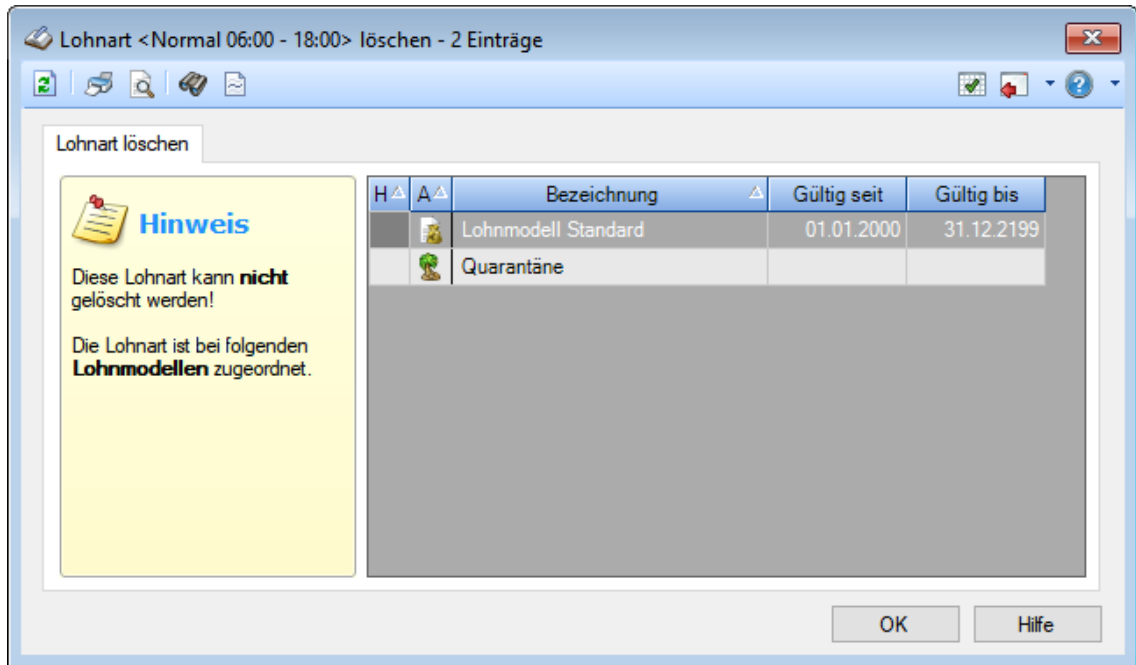 Lohnart <Normal 06:00 - 18:00> löschen - 2 Einträge
Lohnart löschen
Hinweis
Diese Lohnart kann nicht
gelöscht werden!
Die Lohnart ist bei folgenden
Lohnmodellen zugeordnet.
H A Bezeichnung Gültig seit Gültig bis
Lohnmodell Standard 01.01.2000 31.12.2199
Quarantäne
OK Hilfe